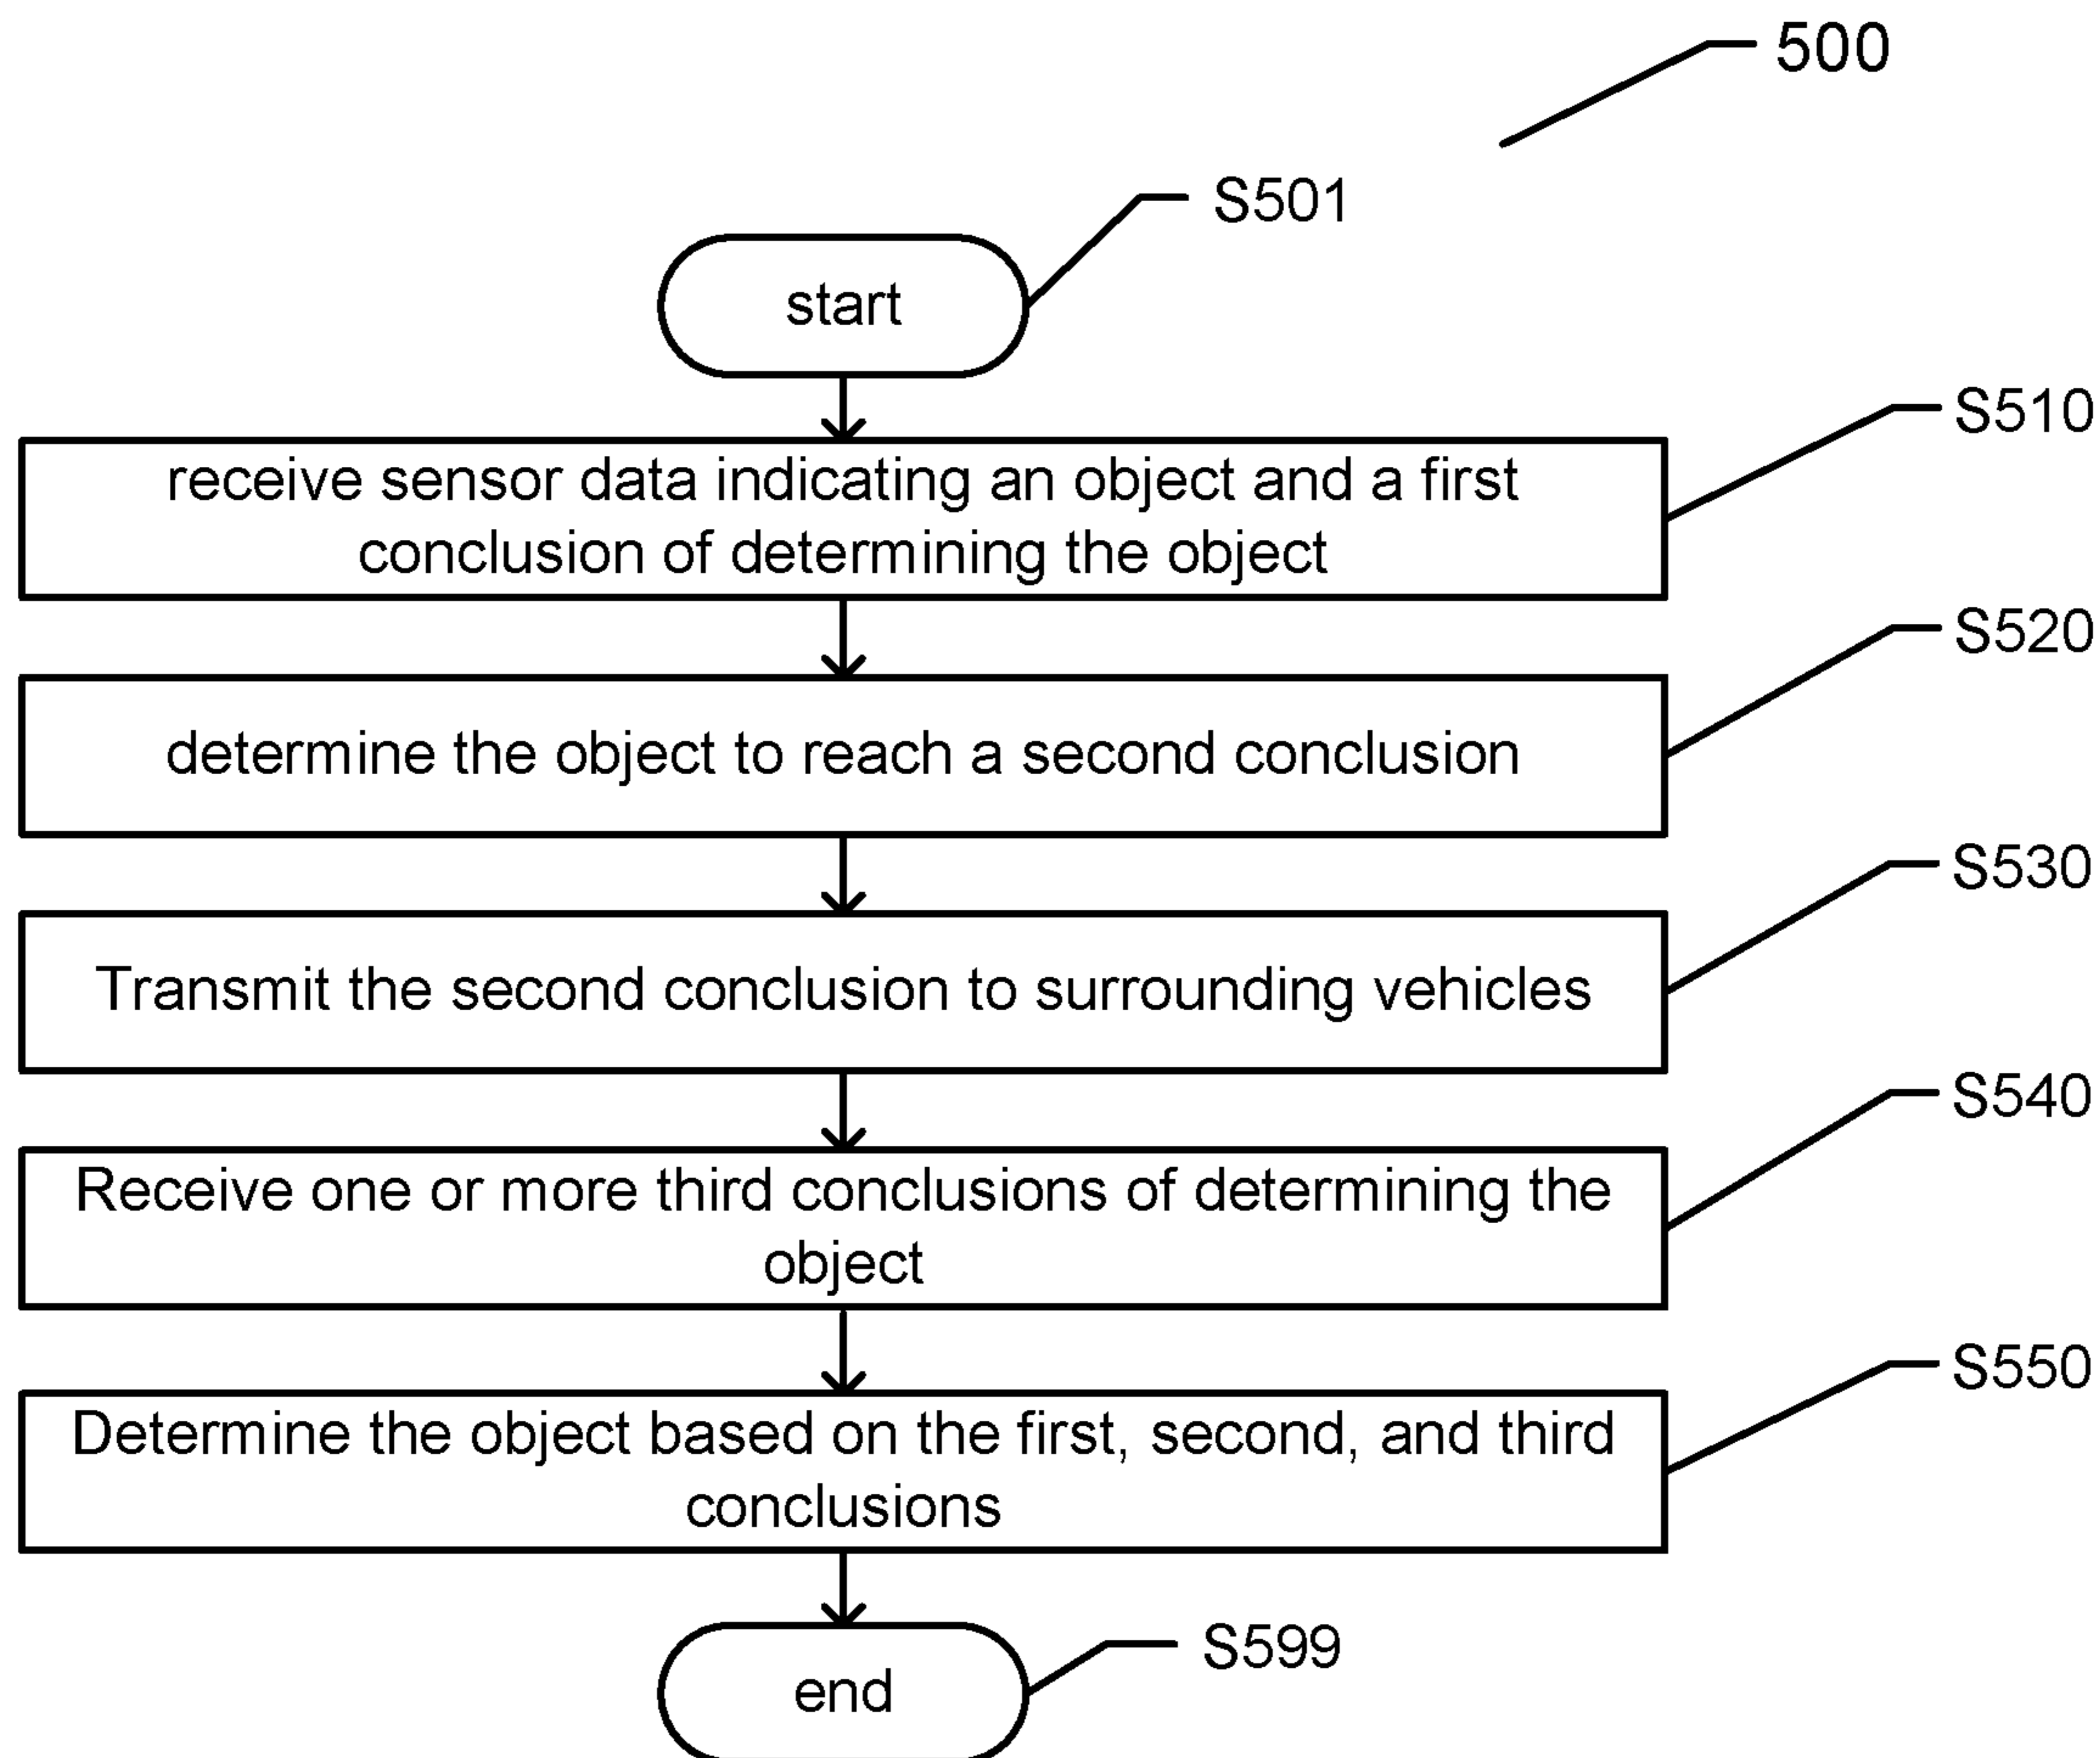 500
S501
start
S510
receive sensor data indicating an object and a first
conclusion of determining the object
S520
determine the object to reach a second conclusion
S530
Transmit the second conclusion to surrounding vehicles
S540
Receive one or more third conclusions of determining the
object
S550
Determine the object based on the first, second, and third
conclusions
S599
end